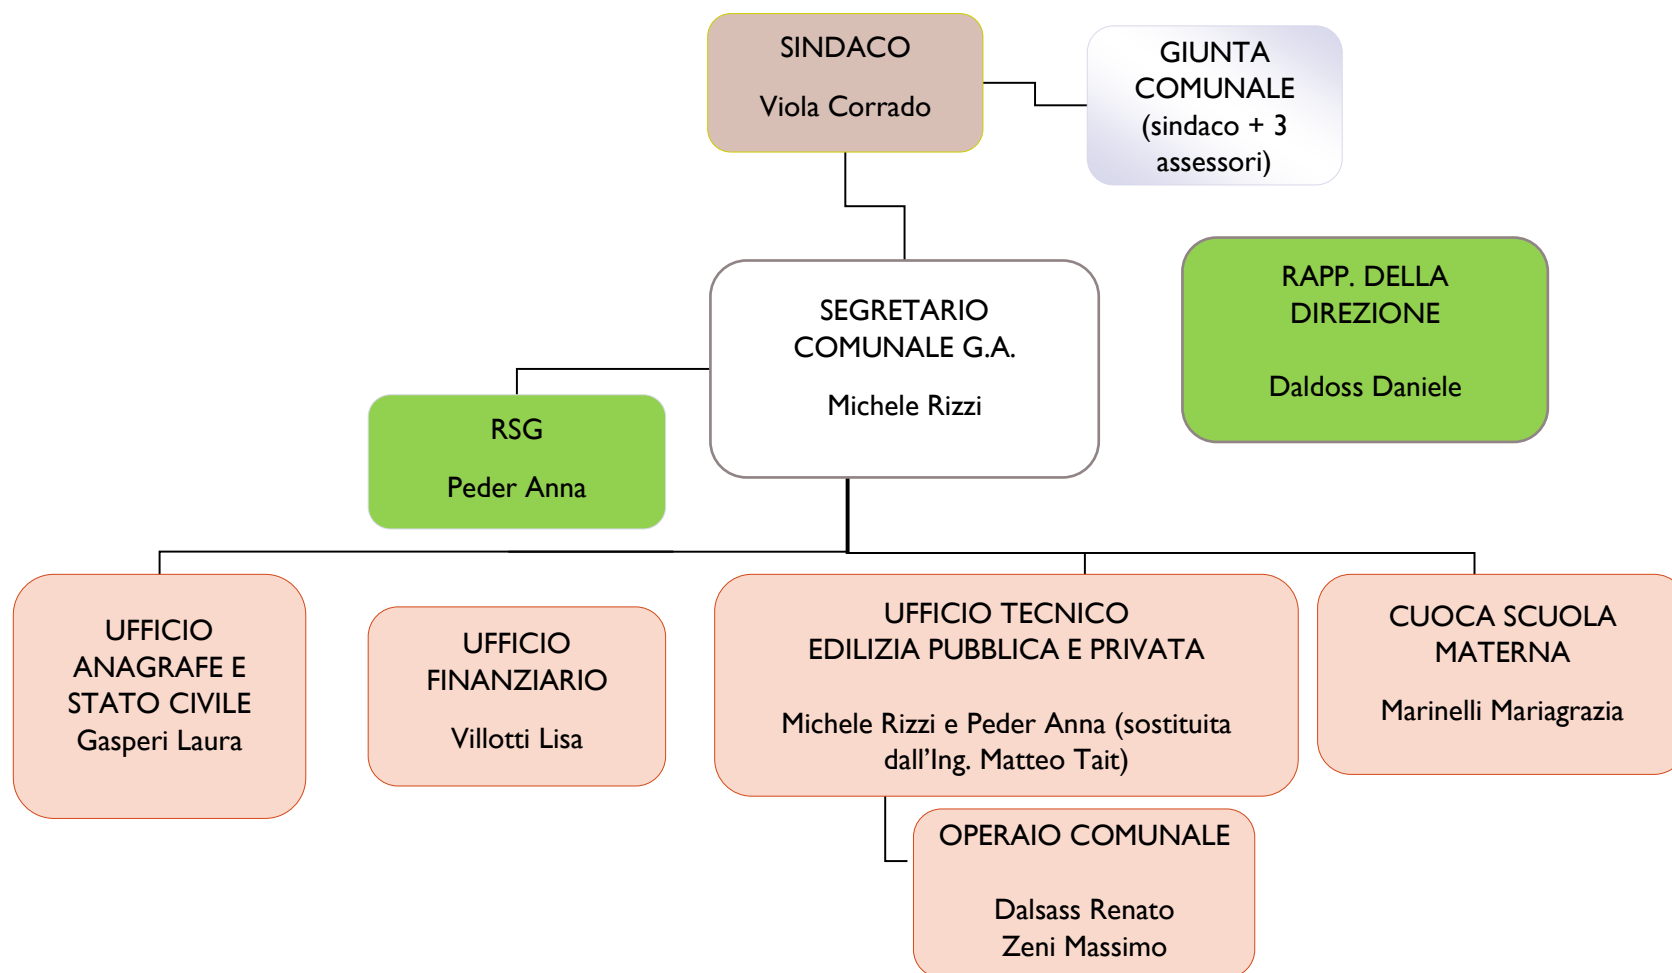 SINDACO
Viola Corrado
GIUNTA
COMUNALE
(sindaco + 3
assessori)
RAPP. DELLA
DIREZIONE
Daldoss Daniele
SEGRETARIO
COMUNALE G.A.
Michele Rizzi
RSG
Peder Anna
UFFICIO
ANAGRAFE E
STATO CIVILE
Gasperi Laura
UFFICIO
FINANZIARIO
Villotti Lisa
UFFICIO TECNICO
EDILIZIA PUBBLICA E PRIVATA
Michele Rizzi e Peder Anna (sostituita
dall’Ing. Matteo Tait)
CUOCA SCUOLA
MATERNA
Marinelli Mariagrazia
OPERAIO COMUNALE
Dalsass Renato
Zeni Massimo